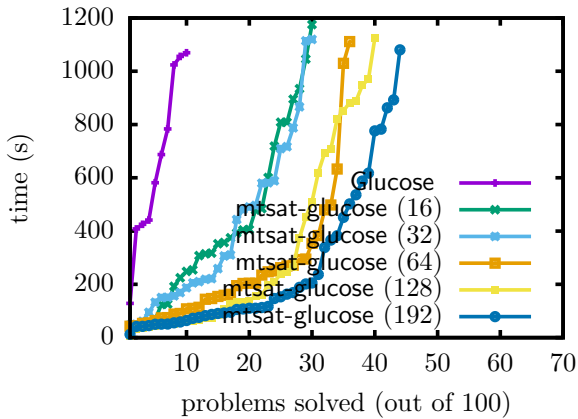 1200
1000
800
600
400
200
0
time (s)
Glucose
mtsat-glucose (16)
mtsat-glucose (32)
mtsat-glucose (64)
mtsat-glucose (128)
mtsat-glucose (192)
10 20 30 40 50 60 70
problems solved (out of 100)